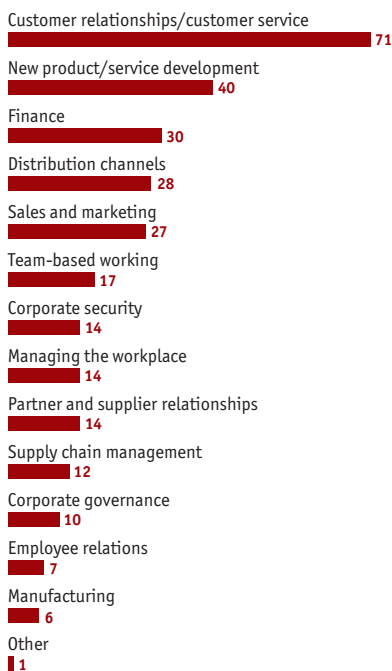 Customer relationships/customer service
71
New product/service development
40
Finance
30
Distribution channels
28
Sales and marketing
27
Team-based working
17
Corporate security
14
Managing the workplace
14
Partner and supplier relationships
14
Supply chain management
12
Corporate governance
10
Employee relations
7
Manufacturing
6
Other
1